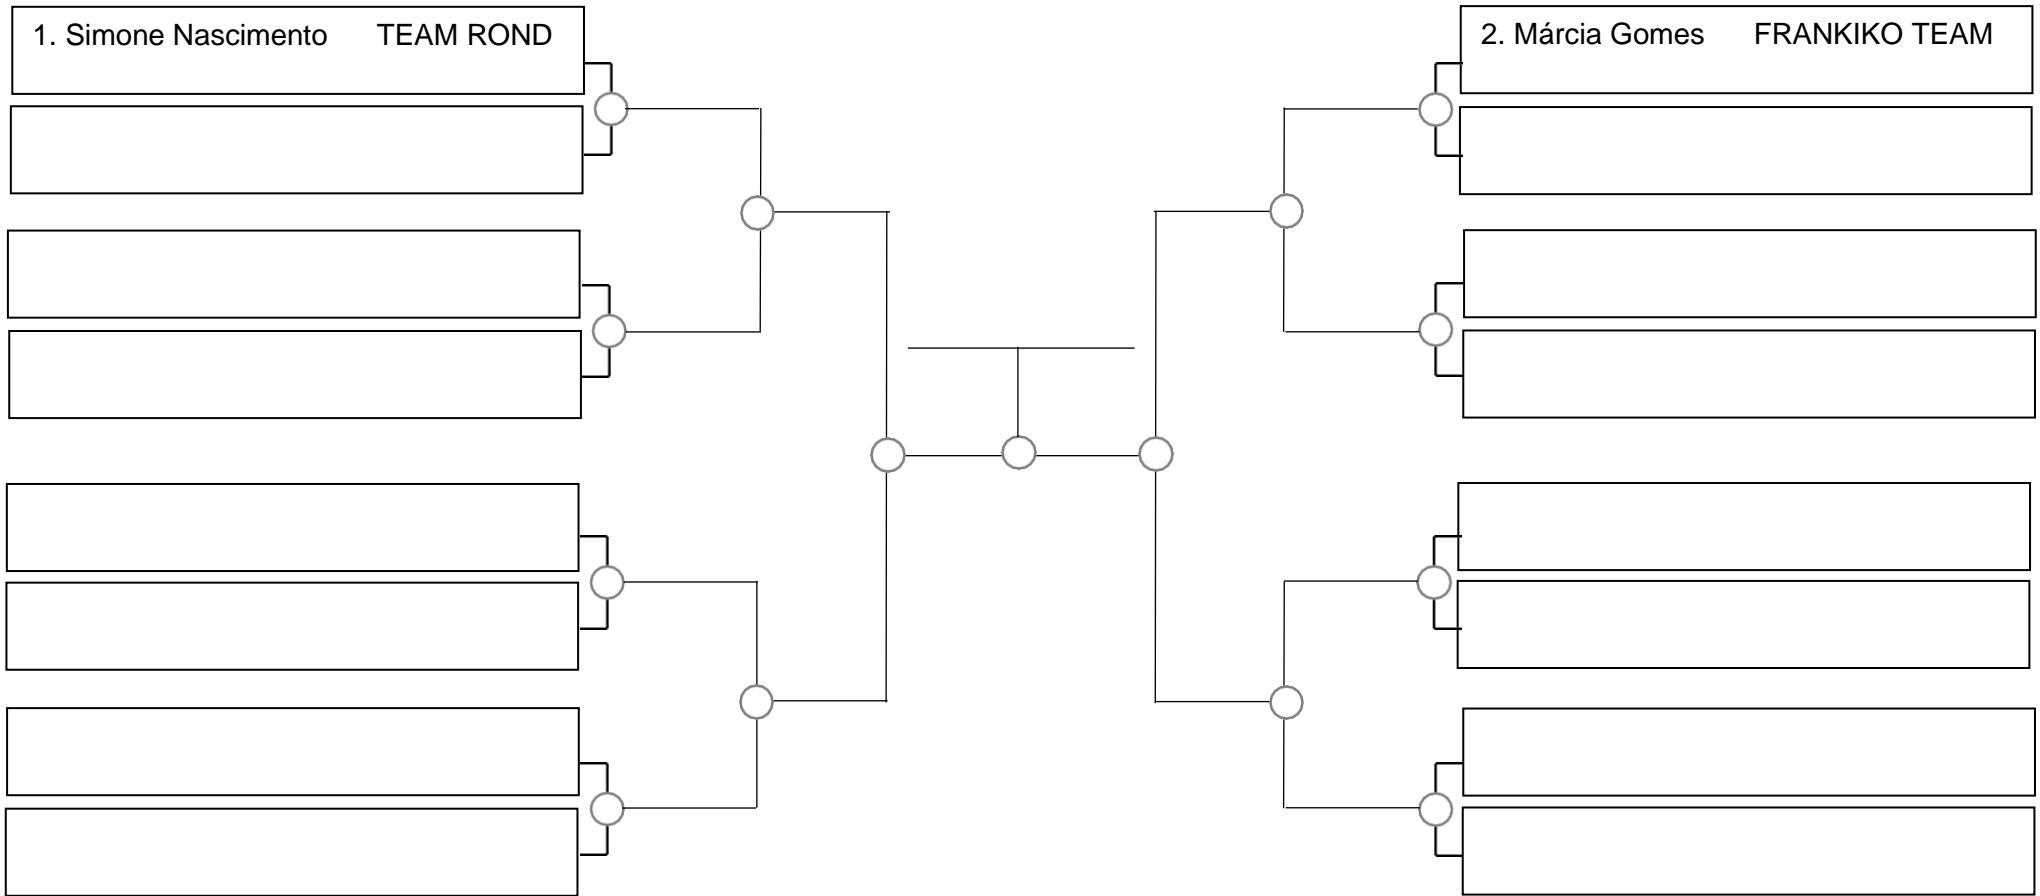 1. Simone Nascimento TEAM ROND
2. Márcia Gomes FRANKIKO TEAM